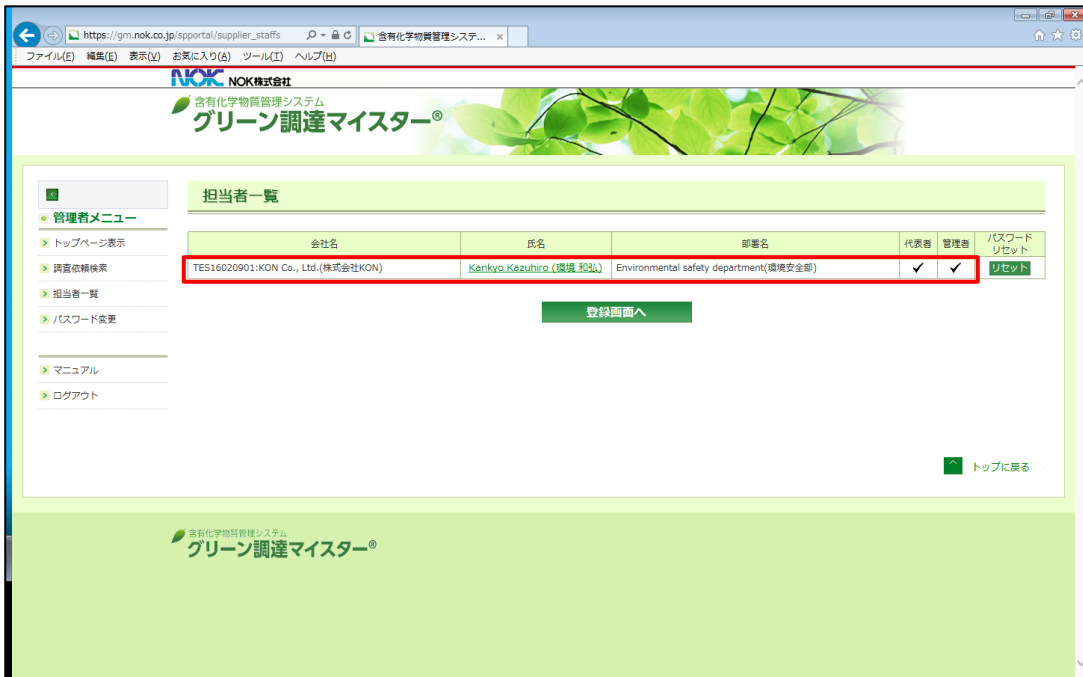 https://gm.nok.co.jp/spportal/supplier_staffs
含有化学物質管理システ... ×
ファイル(F) 編集(E) 表示(V) お気に入り(A) ツール(T) ヘルプ(H)
NOK NOK株式会社
含有化学物質管理システム
グリーン調達マイスター®
担当者一覧
管理者メニュー
トップページ表示
調査依頼検索
担当者一覧
パスワード変更
マニュアル
ログアウト
会社名 氏名 部署名 代表者 管理者 パスワード
リセット
TES16020901:KON Co., Ltd.(株式会社KON) Kankyo Kazuhiro (環境 和弘) Environmental safety department(環境安全部) ✓ ✓ リセット
登録画面へ
トップに戻る
含有化学物質管理システム
グリーン調達マイスター®